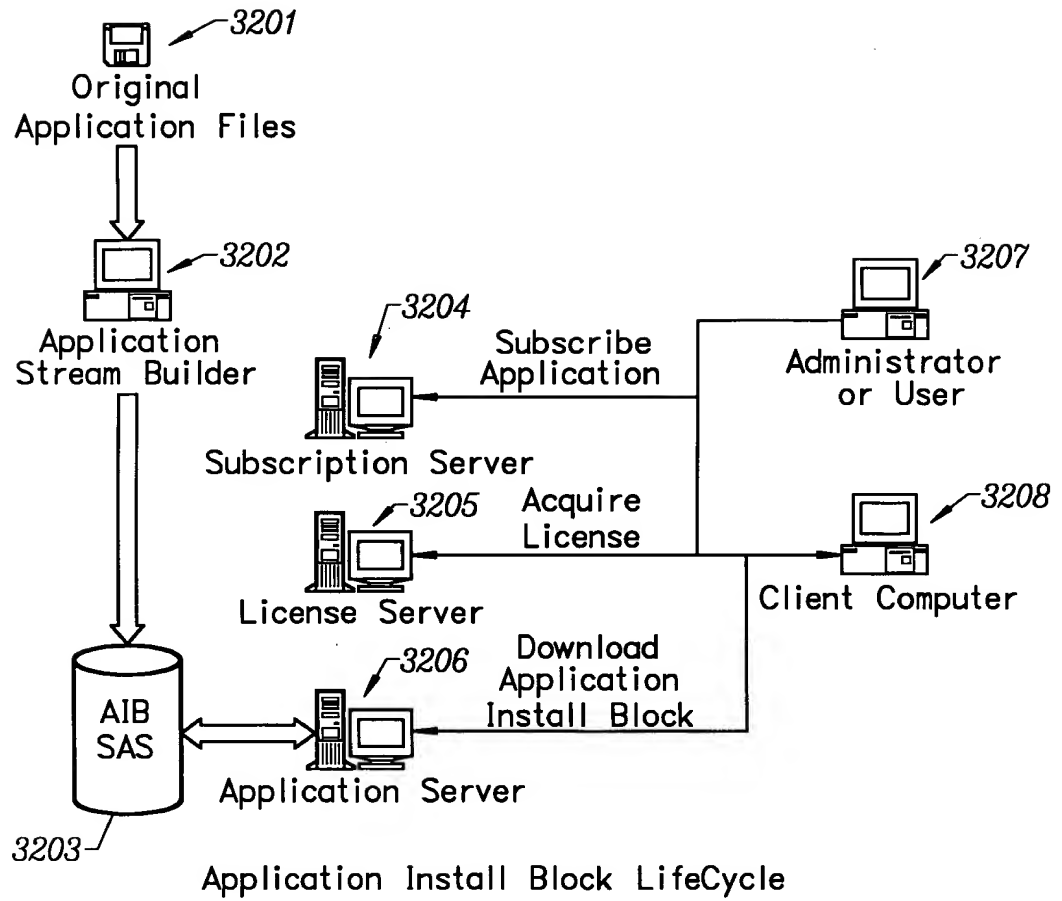 3201
Original
Application Files
3202
Application
Stream Builder
3204
Subscribe
Application
3207
Administrator
or User
Subscription Server
3205
Acquire
License
3208
License Server
Client Computer
3206
Download
Application
Install Block
AIB
SAS
Application Server
3203
Application Install Block LifeCycle